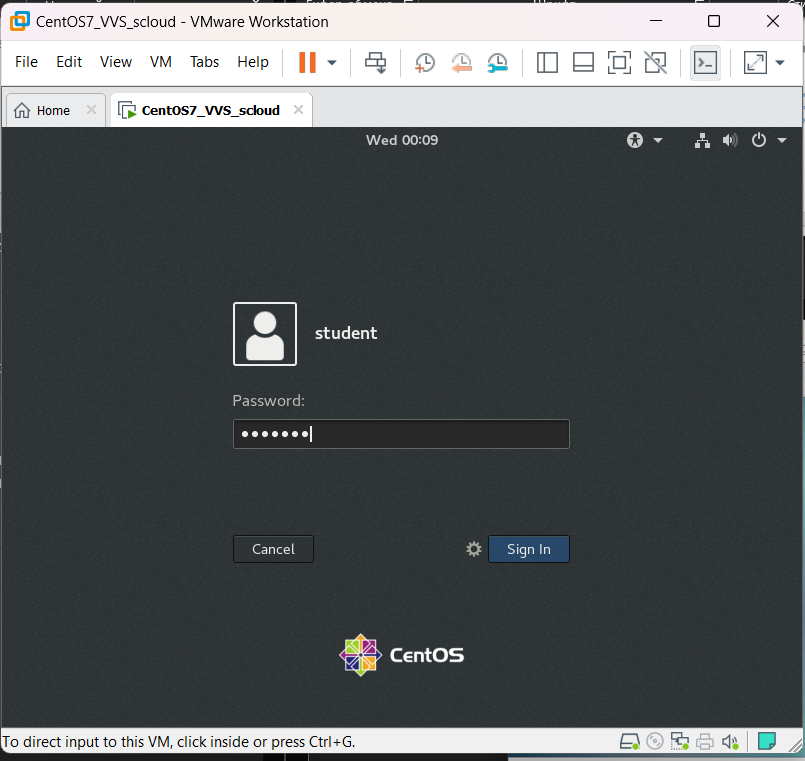 CentOS7_VVS_scloud - VMware Workstation
File Edit View VM Tabs Help
Home CentOS7_VVS_scloud
Wed 00:09
student
Password:
Cancel Sign In
CentOS
To direct input to this VM, click inside or press Ctrl+G.